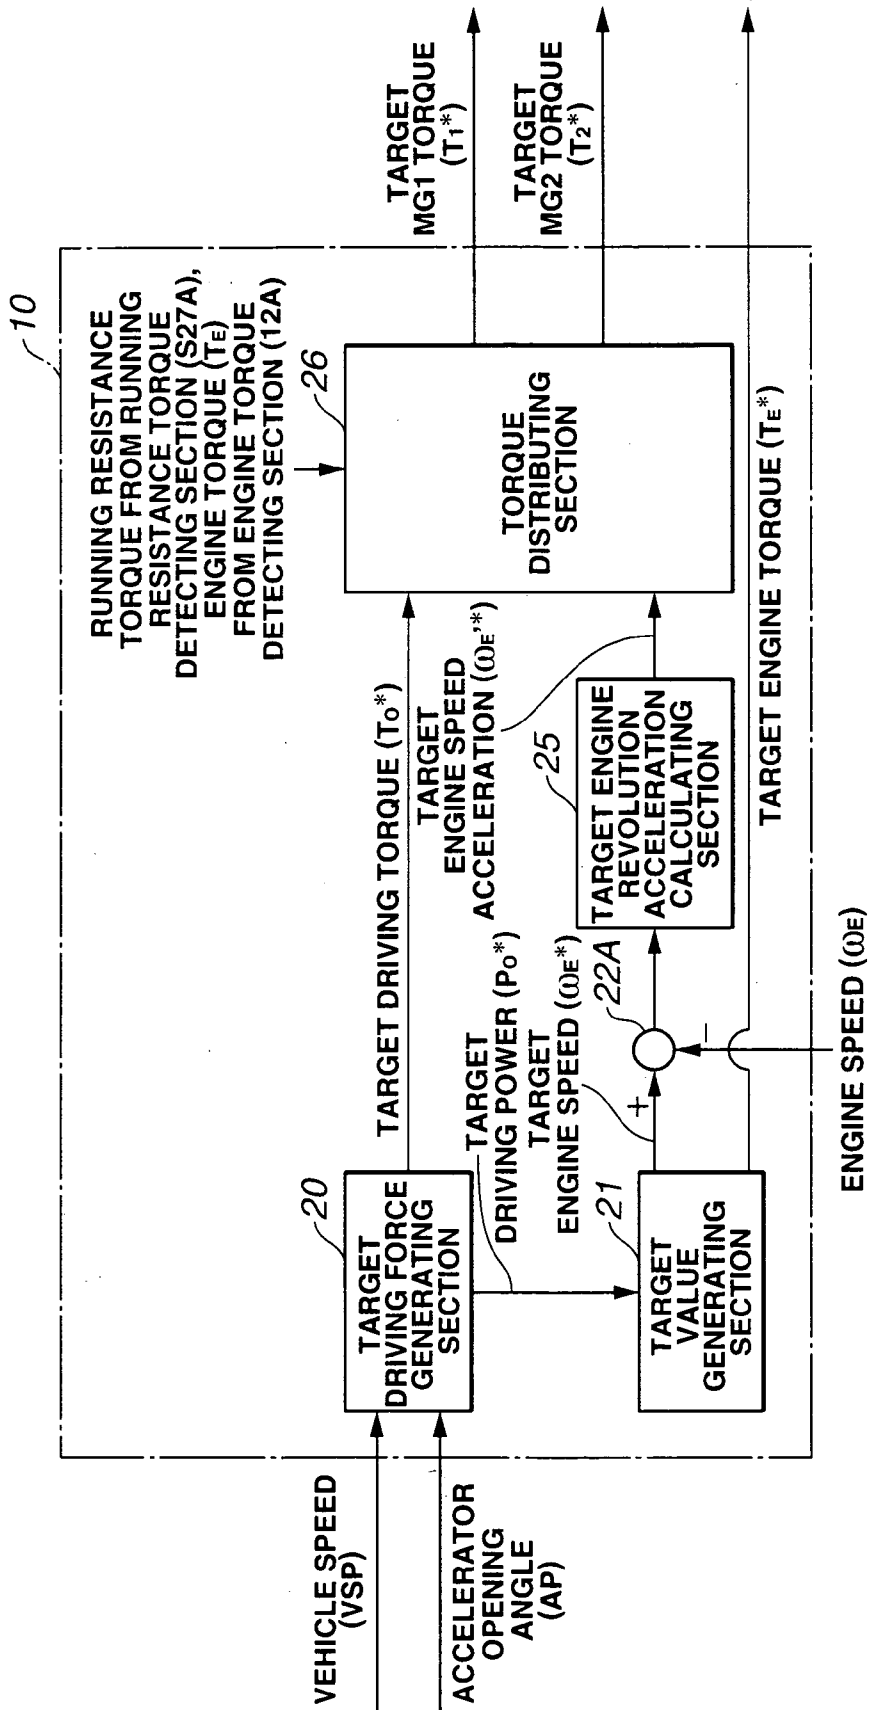 10
VEHICLE SPEED
(VSP)
ACCELERATOR
OPENING
ANGLE
(AP)
20
TARGET
DRIVING FORCE
GENERATING
SECTION
TARGET DRIVING TORQUE (To*)
TARGET
DRIVING POWER (Po*)
21
TARGET
VALUE
GENERATING
SECTION
TARGET
ENGINE SPEED (ωE*)
+
22A
-
ENGINE SPEED (ωE)
25
TARGET ENGINE
REVOLUTION
ACCELERATION
CALCULATING
SECTION
TARGET
ENGINE SPEED
ACCELERATION (ωE'*)
RUNNING RESISTANCE
TORQUE FROM RUNNING
RESISTANCE TORQUE
DETECTING SECTION (S27A),
ENGINE TORQUE (TE)
FROM ENGINE TORQUE
DETECTING SECTION (12A)
26
TORQUE
DISTRIBUTING
SECTION
TARGET
MG1 TORQUE
(T1*)
TARGET
MG2 TORQUE
(T2*)
TARGET ENGINE TORQUE (TE*)